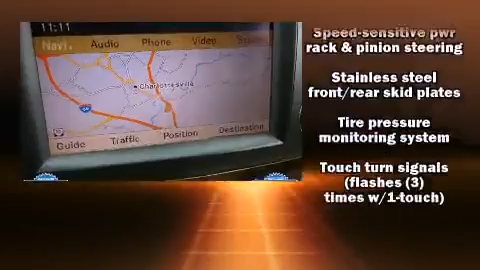 11:11
Navi
Audio
Phone
Video
Charlottesville
Guide
Traffic
Position
Destination
Speed-sensitive pwr
rack & pinion steering
Stainless steel
front/rear skid plates
Tire pressure
monitoring system
Touch turn signals
(flashes (3)
times w/1-touch)